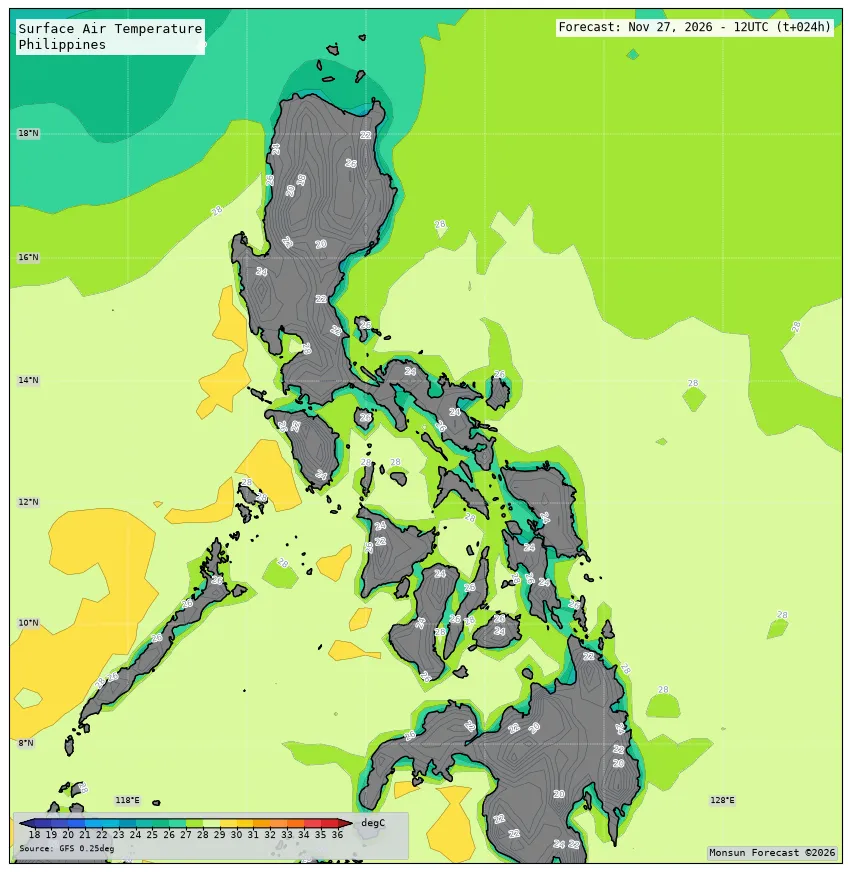 Surface Air Temperature
Philippines
Forecast: Nov 27, 2026 - 12UTC (t+024h)
18°N
16°N
14°N
12°N
10°N
8°N
118°E
128°E
18 19 20 21 22 23 24 25 26 27 28 29 30 31 32 33 34 35 36 degC
Source: GFS 0.25deg
Monsun Forecast ©2026